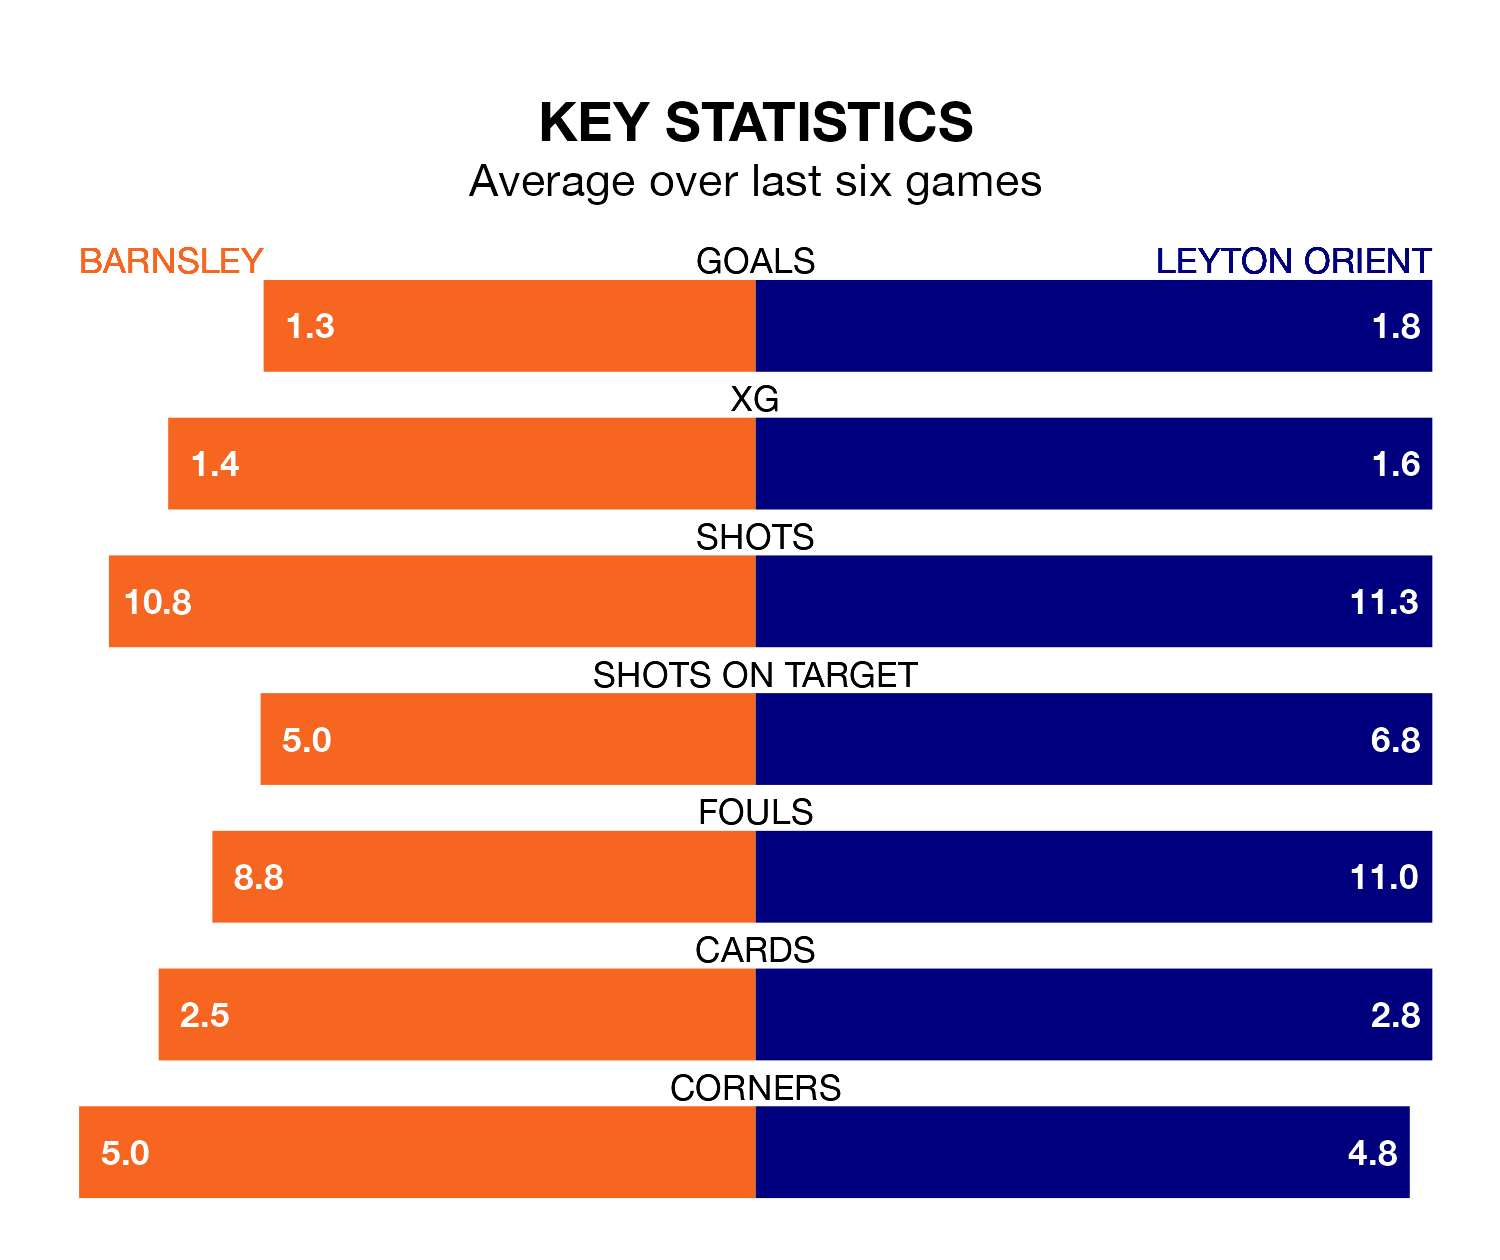 KEY STATISTICS
Average over last six games
BARNSLEY GOALS LEYTON ORIENT
1.3 1.8
XG
1.4 1.6
SHOTS
10.8 11.3
SHOTS ON TARGET
5.0 6.8
FOULS
8.8 11.0
CARDS
2.5 2.8
CORNERS
5.0 4.8